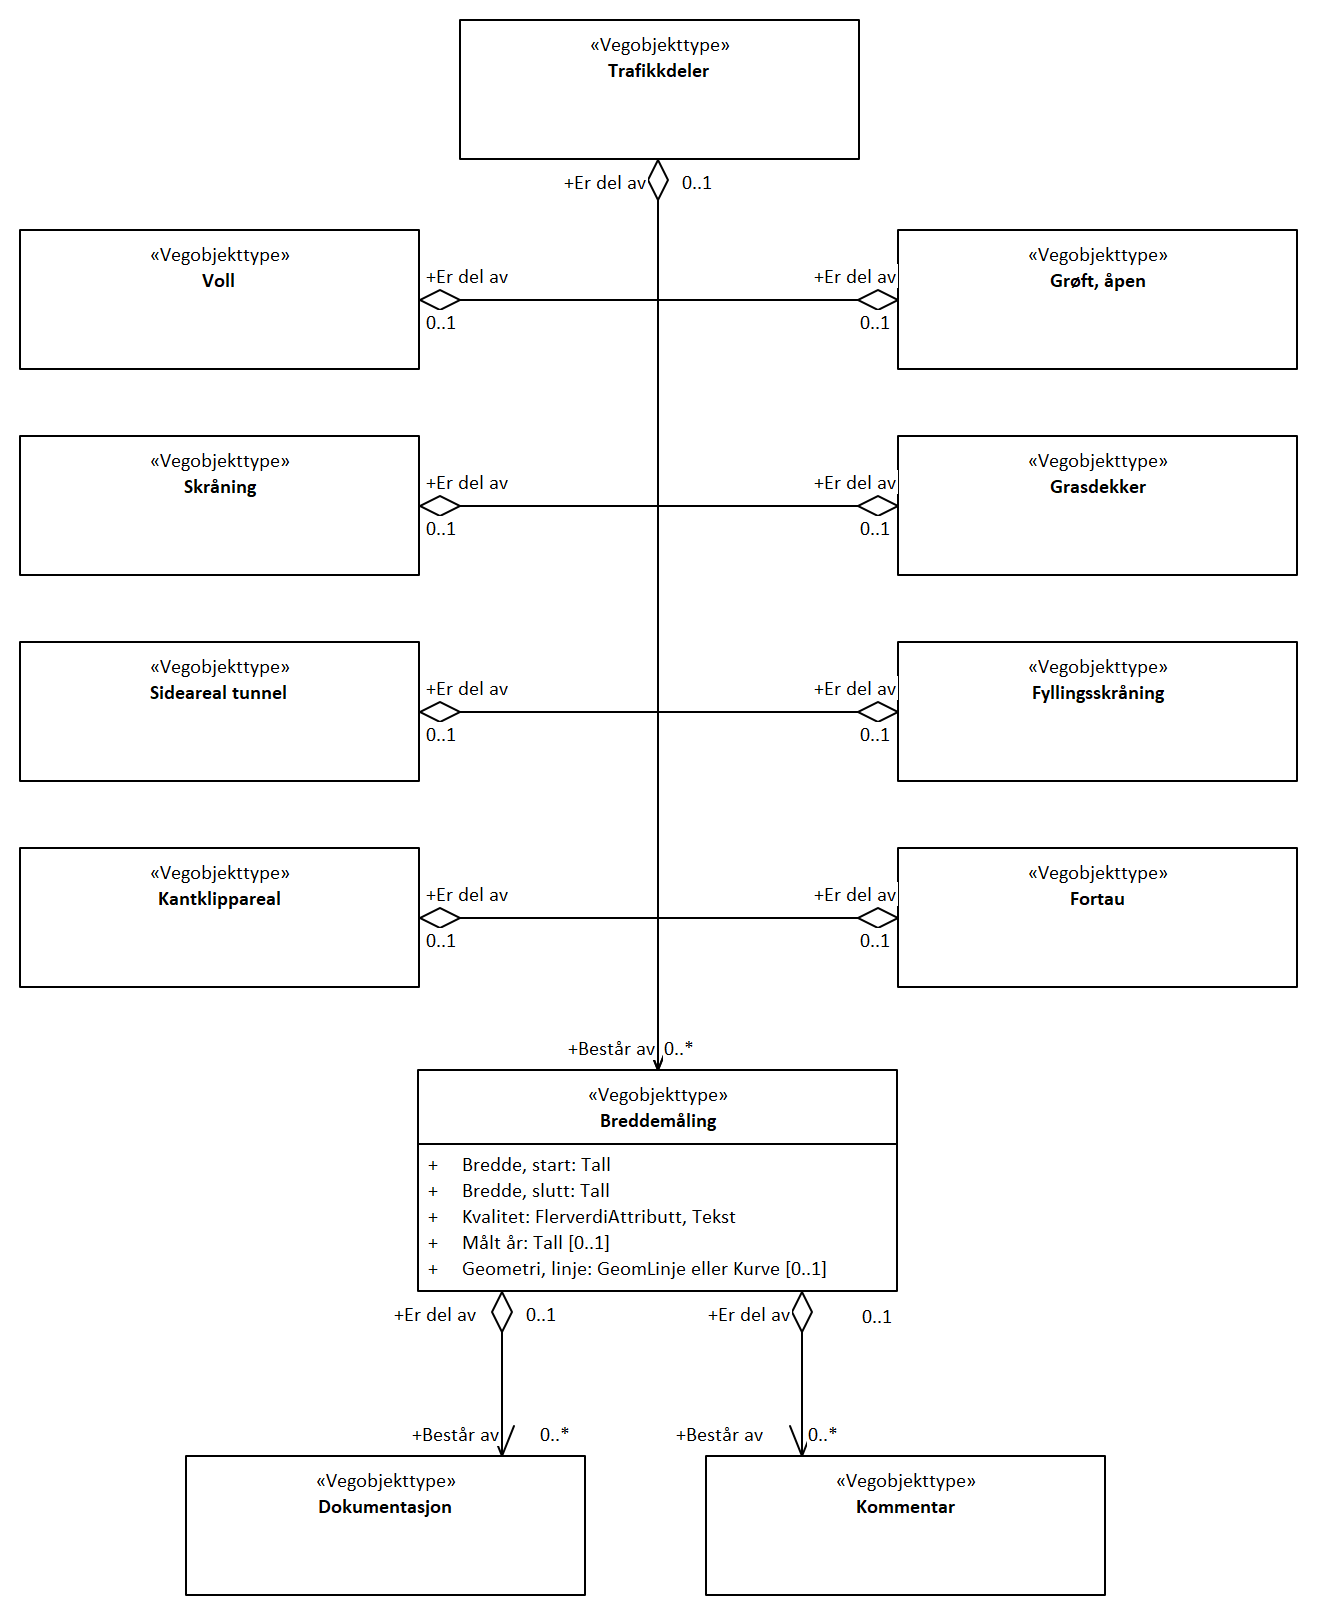 «Vegobjekttype»
Trafikkdeler
+Er del av 0..1
«Vegobjekttype»
Voll
+Er del av
0..1
«Vegobjekttype»
Grøft, åpen
+Er del av
0..1
«Vegobjekttype»
Skråning
+Er del av
0..1
«Vegobjekttype»
Grasdekker
+Er del av
0..1
«Vegobjekttype»
Sideareal tunnel
+Er del av
0..1
«Vegobjekttype»
Fyllingsskråning
+Er del av
0..1
«Vegobjekttype»
Kantklippareal
+Er del av
0..1
«Vegobjekttype»
Fortau
+Er del av
0..1
+Består av 0..*
«Vegobjekttype»
Breddemåling
+ Bredde, start: Tall
+ Bredde, slutt: Tall
+ Kvalitet: FlerverdiAttributt, Tekst
+ Målt år: Tall [0..1]
+ Geometri, linje: GeomLinje eller Kurve [0..1]
+Er del av 0..1
+Er del av 0..1
+Består av 0..*
+Består av 0..*
«Vegobjekttype»
Dokumentasjon
«Vegobjekttype»
Kommentar